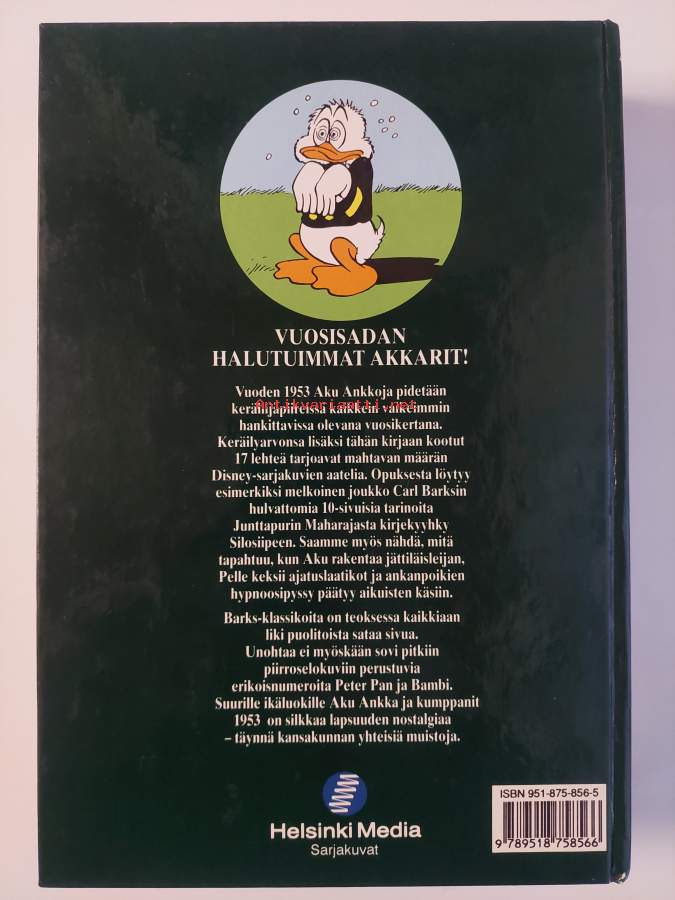 VUOSISADAN
HALUTUIMMAT AKKARIT!
Vuoden 1953 Aku Ankkoja pidetään
keräilijäpiireissä kaikkein vaikeimmin
Antikvariaatti.net
hankittavissa olevana vuosikertana.
Keräilyarvonsa lisäksi tähän kirjaan kootut
17 lehteä tarjoavat mahtavan määrän
Disney-sarjakuvien aatelia. Opuksesta löytyy
esimerkiksi melkoinen joukko Carl Barksin
hulvattomia 10-sivuisia tarinoita
Junttapurin Maharajasta kirjekyyhky
Silosiipeen. Saamme myös nähdä, mitä
tapahtuu, kun Aku rakentaa jättiläisleijan,
Pelle keksii ajatuslaatikot ja ankanpoikien
hypnoosipyssy päätyy aikuisten käsiin.
Barks-klassikoita on teoksessa kaikkiaan
liki puolitoista sataa sivua.
Unohtaa ei myöskään sovi pitkiin
piirroselokuviin perustuvia
erikoisnumeroita Peter Pan ja Bambi.
Suurille ikäluokille Aku Ankka ja kumppanit
1953 on silkkaa lapsuuden nostalgiaa
– täynnä kansakunnan yhteisiä muistoja.
Helsinki Media
Sarjakuvat
ISBN 951-875-856-5
9 789518 758566